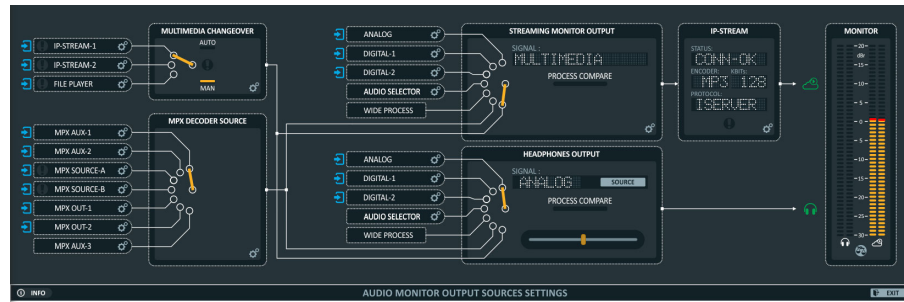 MULTIMEDIA CHANGEOVER
IP-STREAM-1
IP-STREAM-2
FILE PLAYER
AUTO
MAN
MPX DECODER SOURCE
MPX AUX-1
MPX AUX-2
MPX SOURCE-A
MPX SOURCE-B
MPX OUT-1
MPX OUT-2
MPX AUX-3
ANALOG
DIGITAL-1
DIGITAL-2
AUDIO SELECTOR
WIDE PROCESS
STREAMING MONITOR OUTPUT
SIGNAL :
MULTIMEDIA
PROCESS COMPARE
ANALOG
DIGITAL-1
DIGITAL-2
AUDIO SELECTOR
WIDE PROCESS
HEADPHONES OUTPUT
SIGNAL :
ANALOG SOURCE
PROCESS COMPARE
IP-STREAM
STATUS:
CONN-OK
ENCODER: KBITs:
MP3 128
PROTOCOL:
ISERVER
MONITOR
+20
dBr
+15
+10
+5
0
-5
-10
-15
-20
-25
-30
INFO
AUDIO MONITOR OUTPUT SOURCES SETTINGS
EXIT